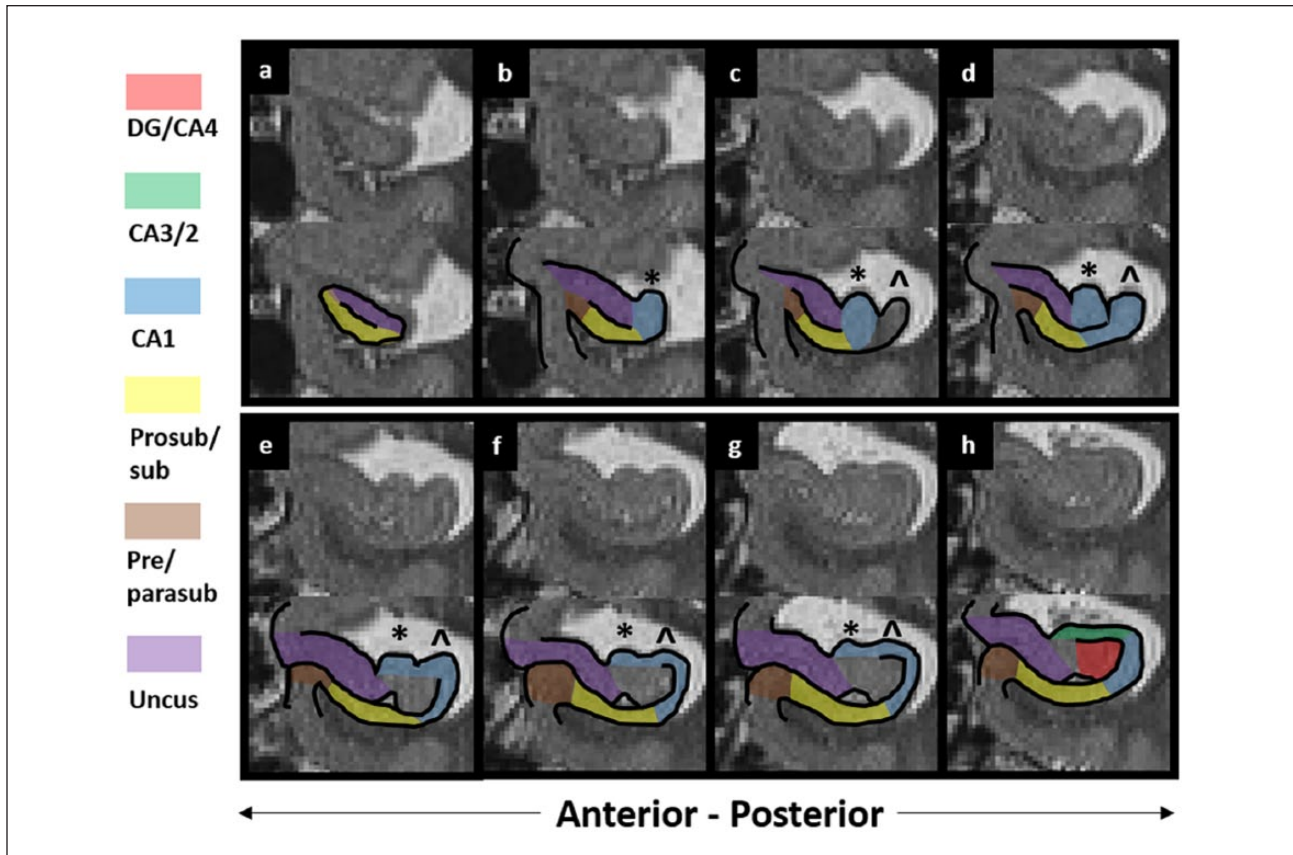 DG/CA4
CA3/2
CA1
Prosub/
sub
Pre/
parasub
Uncus
a
b
c
d
*
* ^
* ^
e
f
g
h
* ^
* ^
* ^
Anterior - Posterior